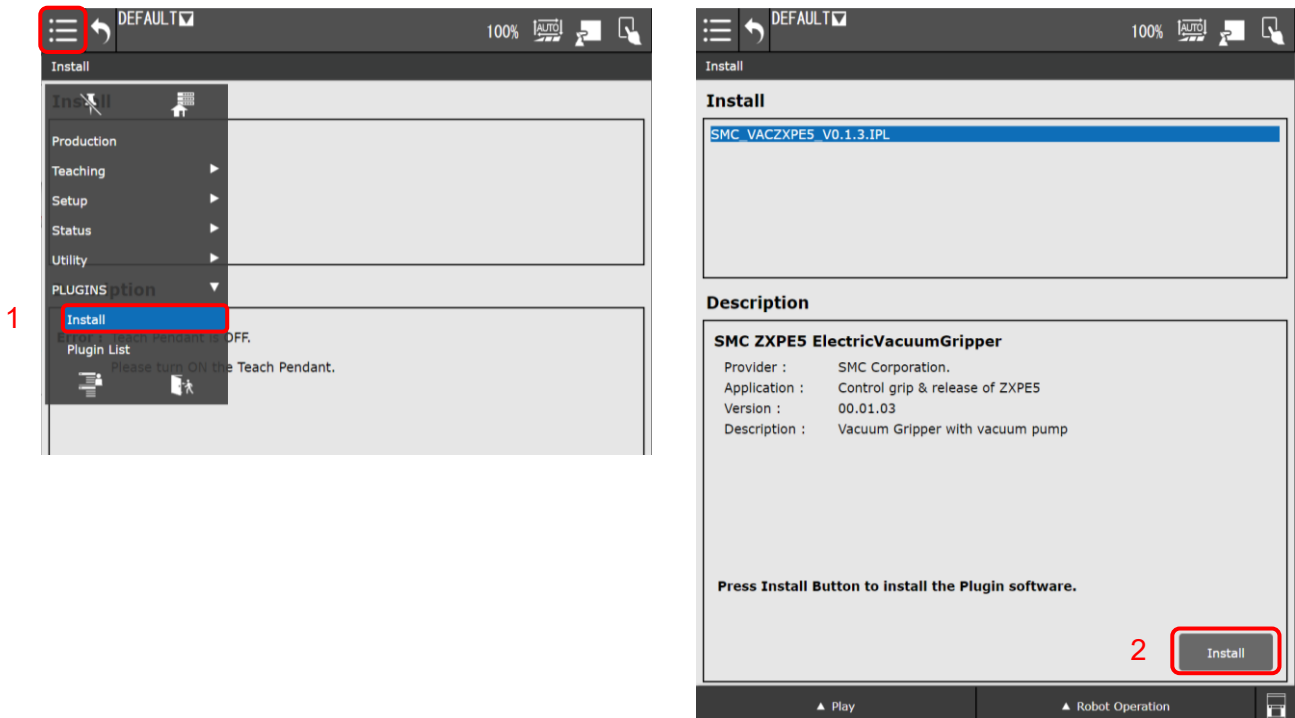 DEFAULT
100% AUTO
Install
Install
Production
Teaching
Setup
Status
Utility
PLUGINS
Description
1
Install
Plugin List
Error : Teach Pendant is OFF.
Please turn ON the Teach Pendant.
DEFAULT
100% AUTO
Install
Install
SMC_VACZXPE5_V0.1.3.IPL
Description
SMC ZXPE5 ElectricVacuumGripper
Provider : SMC Corporation.
Application : Control grip & release of ZXPE5
Version : 00.01.03
Description : Vacuum Gripper with vacuum pump
Press Install Button to install the Plugin software.
2 Install
▲ Play ▲ Robot Operation